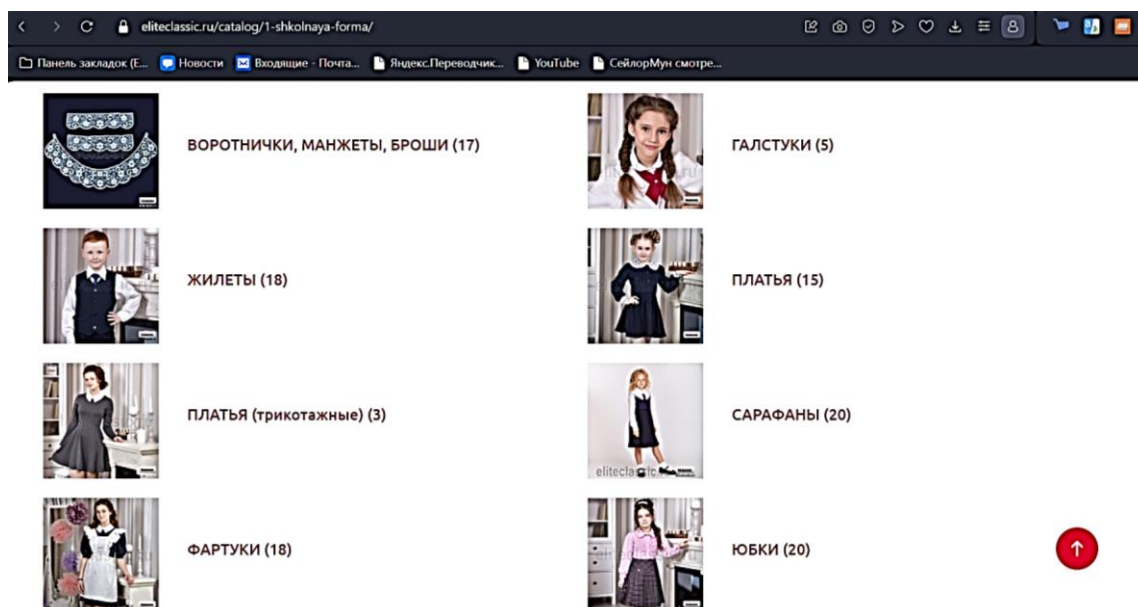 eliteclassic.ru/catalog/1-shkolnaya-forma/
Панель закладок (Е...
Новости
Входящие - Почта...
Яндекс.Переводчик...
YouTube
СейлорМун смотре...
ВОРОТНИЧКИ, МАНЖЕТЫ, БРОШИ (17)
ГАЛСТУКИ (5)
ЖИЛЕТЫ (18)
ПЛАТЬЯ (15)
ПЛАТЬЯ (трикотажные) (3)
САРАФАНЫ (20)
ФАРТУКИ (18)
ЮБКИ (20)